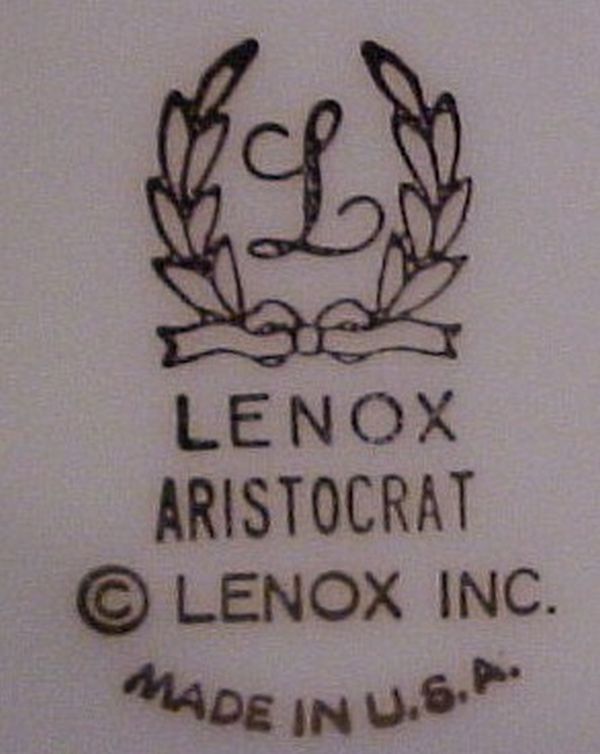 L
LENOX
ARISTOCRAT
© LENOX INC.
MADE IN U.S.A.